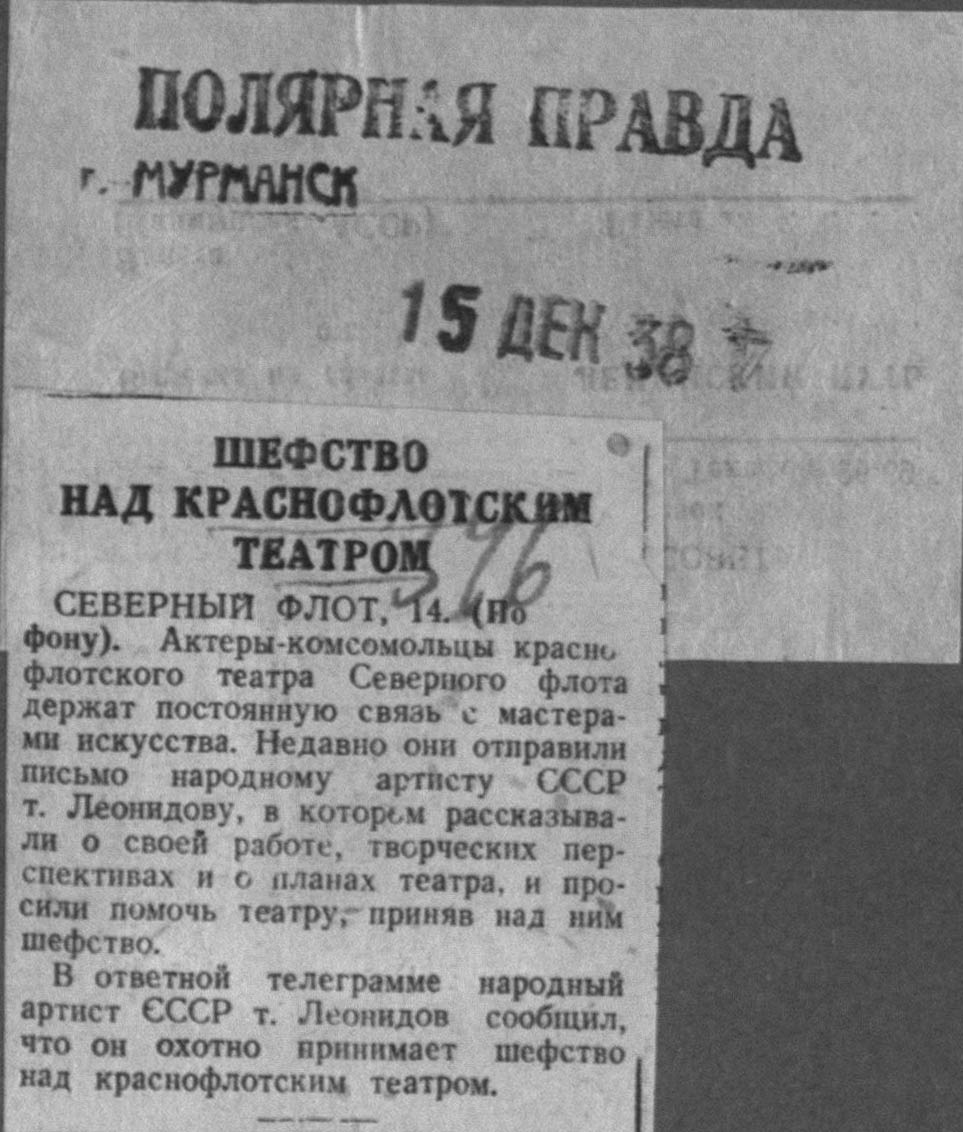 ПОЛЯРНАЯ ПРАВДА
г. МУРМАНСК
15 ДЕК 38
ШЕФСТВО
НАД КРАСНОФЛОТСКИМ
ТЕАТРОМ
596
СЕВЕРНЫЙ ФЛОТ, 14. (По
фону). Актеры-комсомольцы красно
флотского театра Северного флота
держат постоянную связь с мастера-
ми искусства. Недавно они отправили
письмо народному артисту СССР
т. Леонидову, в котором рассказыва-
ли о своей работе, творческих пер-
спективах и о планах театра, и про-
сили помочь театру, приняв над ним
шефство.
В ответной телеграмме народный
артист СССР т. Леонидов сообщил,
что он охотно принимает шефство
над краснофлотским театром.